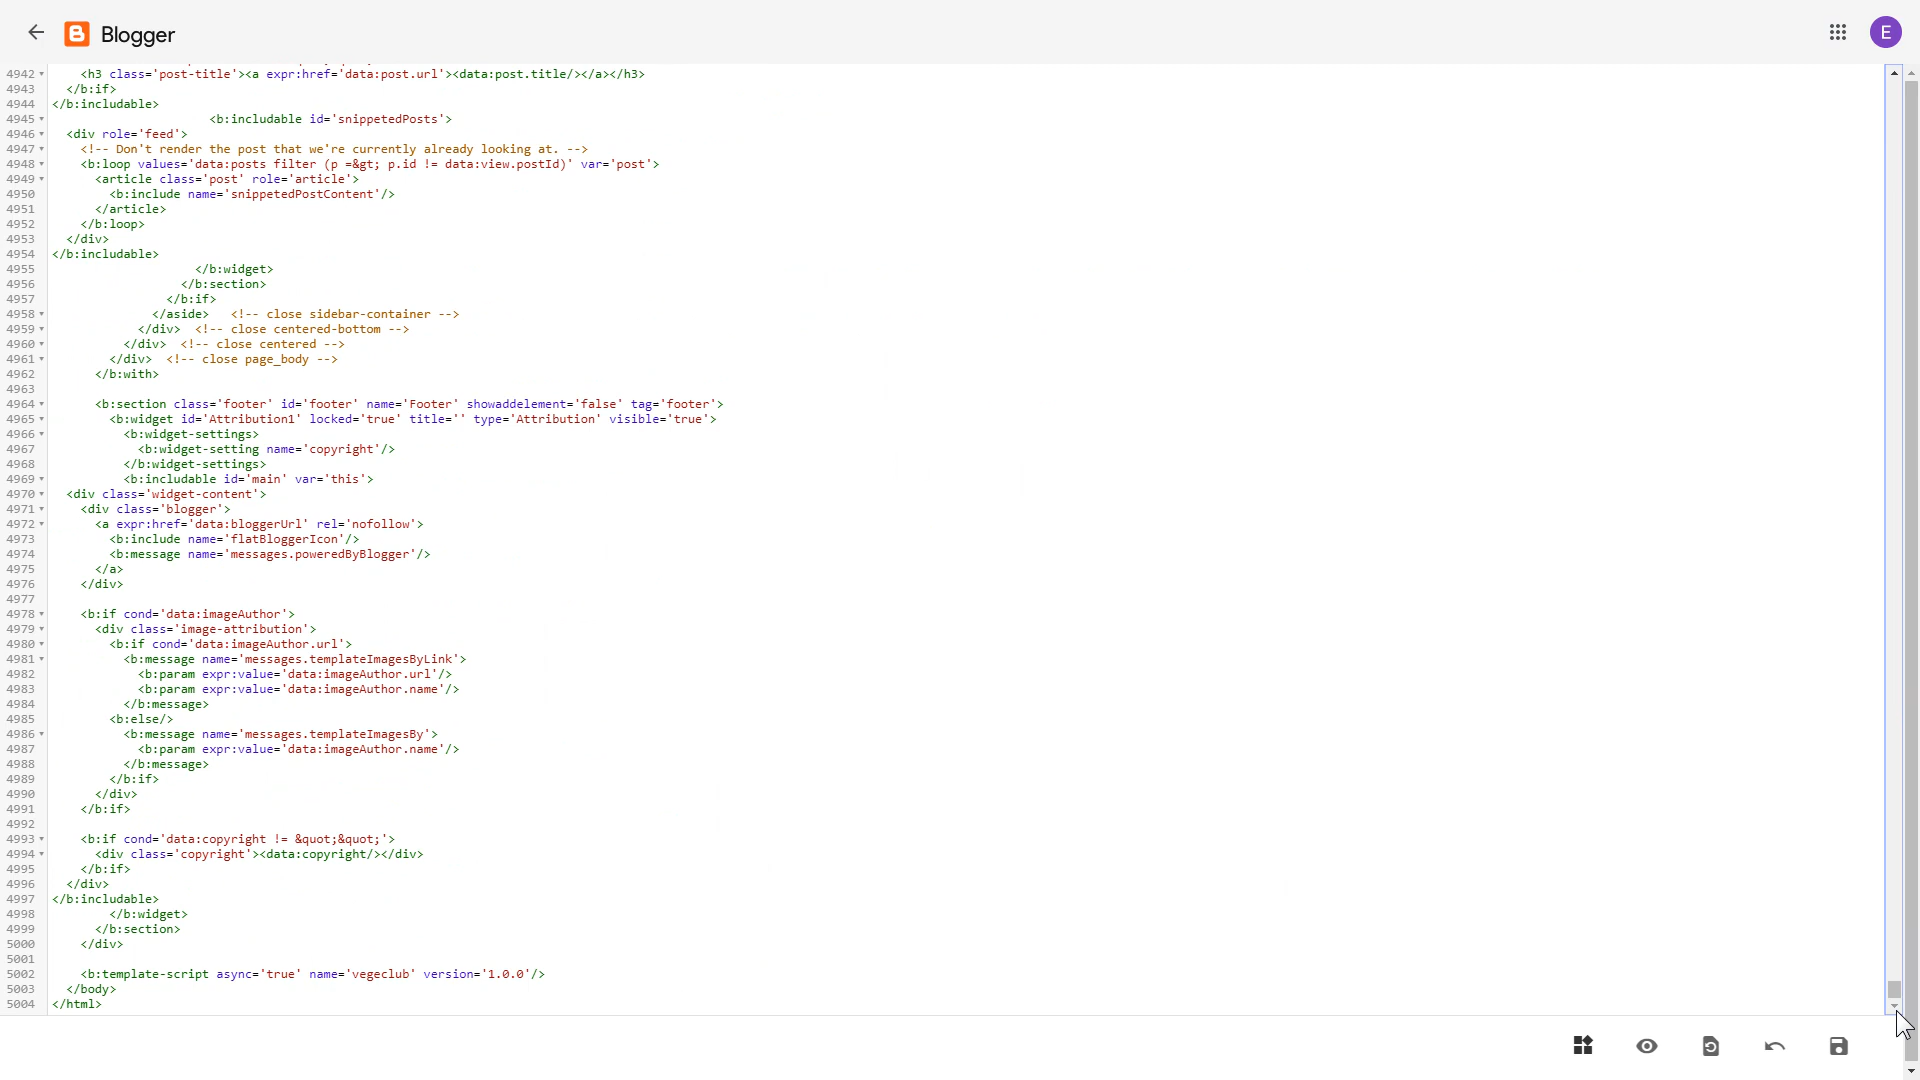 Blogger
E
4942 <h3 class='post-title'><a expr:href='data:post.url'><data:post.title/></a></h3>
4943 </b:if>
4944 </b:includable>
4945 <b:includable id='snippetedPosts'>
4946 <div role='feed'>
4947 <!-- Don't render the post that we're currently already looking at. -->
4948 <b:loop values='data:posts filter (p =&gt; p.id != data:view.postId)' var='post'>
4949 <article class='post' role='article'>
4950 <b:include name='snippetedPostContent'/>
4951 </article>
4952 </b:loop>
4953 </div>
4954 </b:includable>
4955 </b:widget>
4956 </b:section>
4957 </b:if>
4958 </aside> <!-- close sidebar-container -->
4959 </div> <!-- close centered-bottom -->
4960 </div> <!-- close centered -->
4961 </div> <!-- close page_body -->
4962 </b:with>
4963
4964 <b:section class='footer' id='footer' name='Footer' showaddelement='false' tag='footer'>
4965 <b:widget id='Attribution1' locked='true' title='' type='Attribution' visible='true'>
4966 <b:widget-settings>
4967 <b:widget-setting name='copyright'/>
4968 </b:widget-settings>
4969 <b:includable id='main' var='this'>
4970 <div class='widget-content'>
4971 <div class='blogger'>
4972 <a expr:href='data:bloggerUrl' rel='nofollow'>
4973 <b:include name='flatBloggerIcon'/>
4974 <b:message name='messages.poweredByBlogger'/>
4975 </a>
4976 </div>
4977
4978 <b:if cond='data:imageAuthor'>
4979 <div class='image-attribution'>
4980 <b:if cond='data:imageAuthor.url'>
4981 <b:message name='messages.templateImagesByLink'>
4982 <b:param expr:value='data:imageAuthor.url'/>
4983 <b:param expr:value='data:imageAuthor.name'/>
4984 </b:message>
4985 <b:else/>
4986 <b:message name='messages.templateImagesBy'>
4987 <b:param expr:value='data:imageAuthor.name'/>
4988 </b:message>
4989 </b:if>
4990 </div>
4991 </b:if>
4992
4993 <b:if cond='data:copyright != &quot;&quot;'>
4994 <div class='copyright'><data:copyright/></div>
4995 </b:if>
4996 </div>
4997 </b:includable>
4998 </b:widget>
4999 </b:section>
5000 </div>
5001
5002 <b:template-script async='true' name='vegeclub' version='1.0.0'/>
5003 </body>
5004 </html>